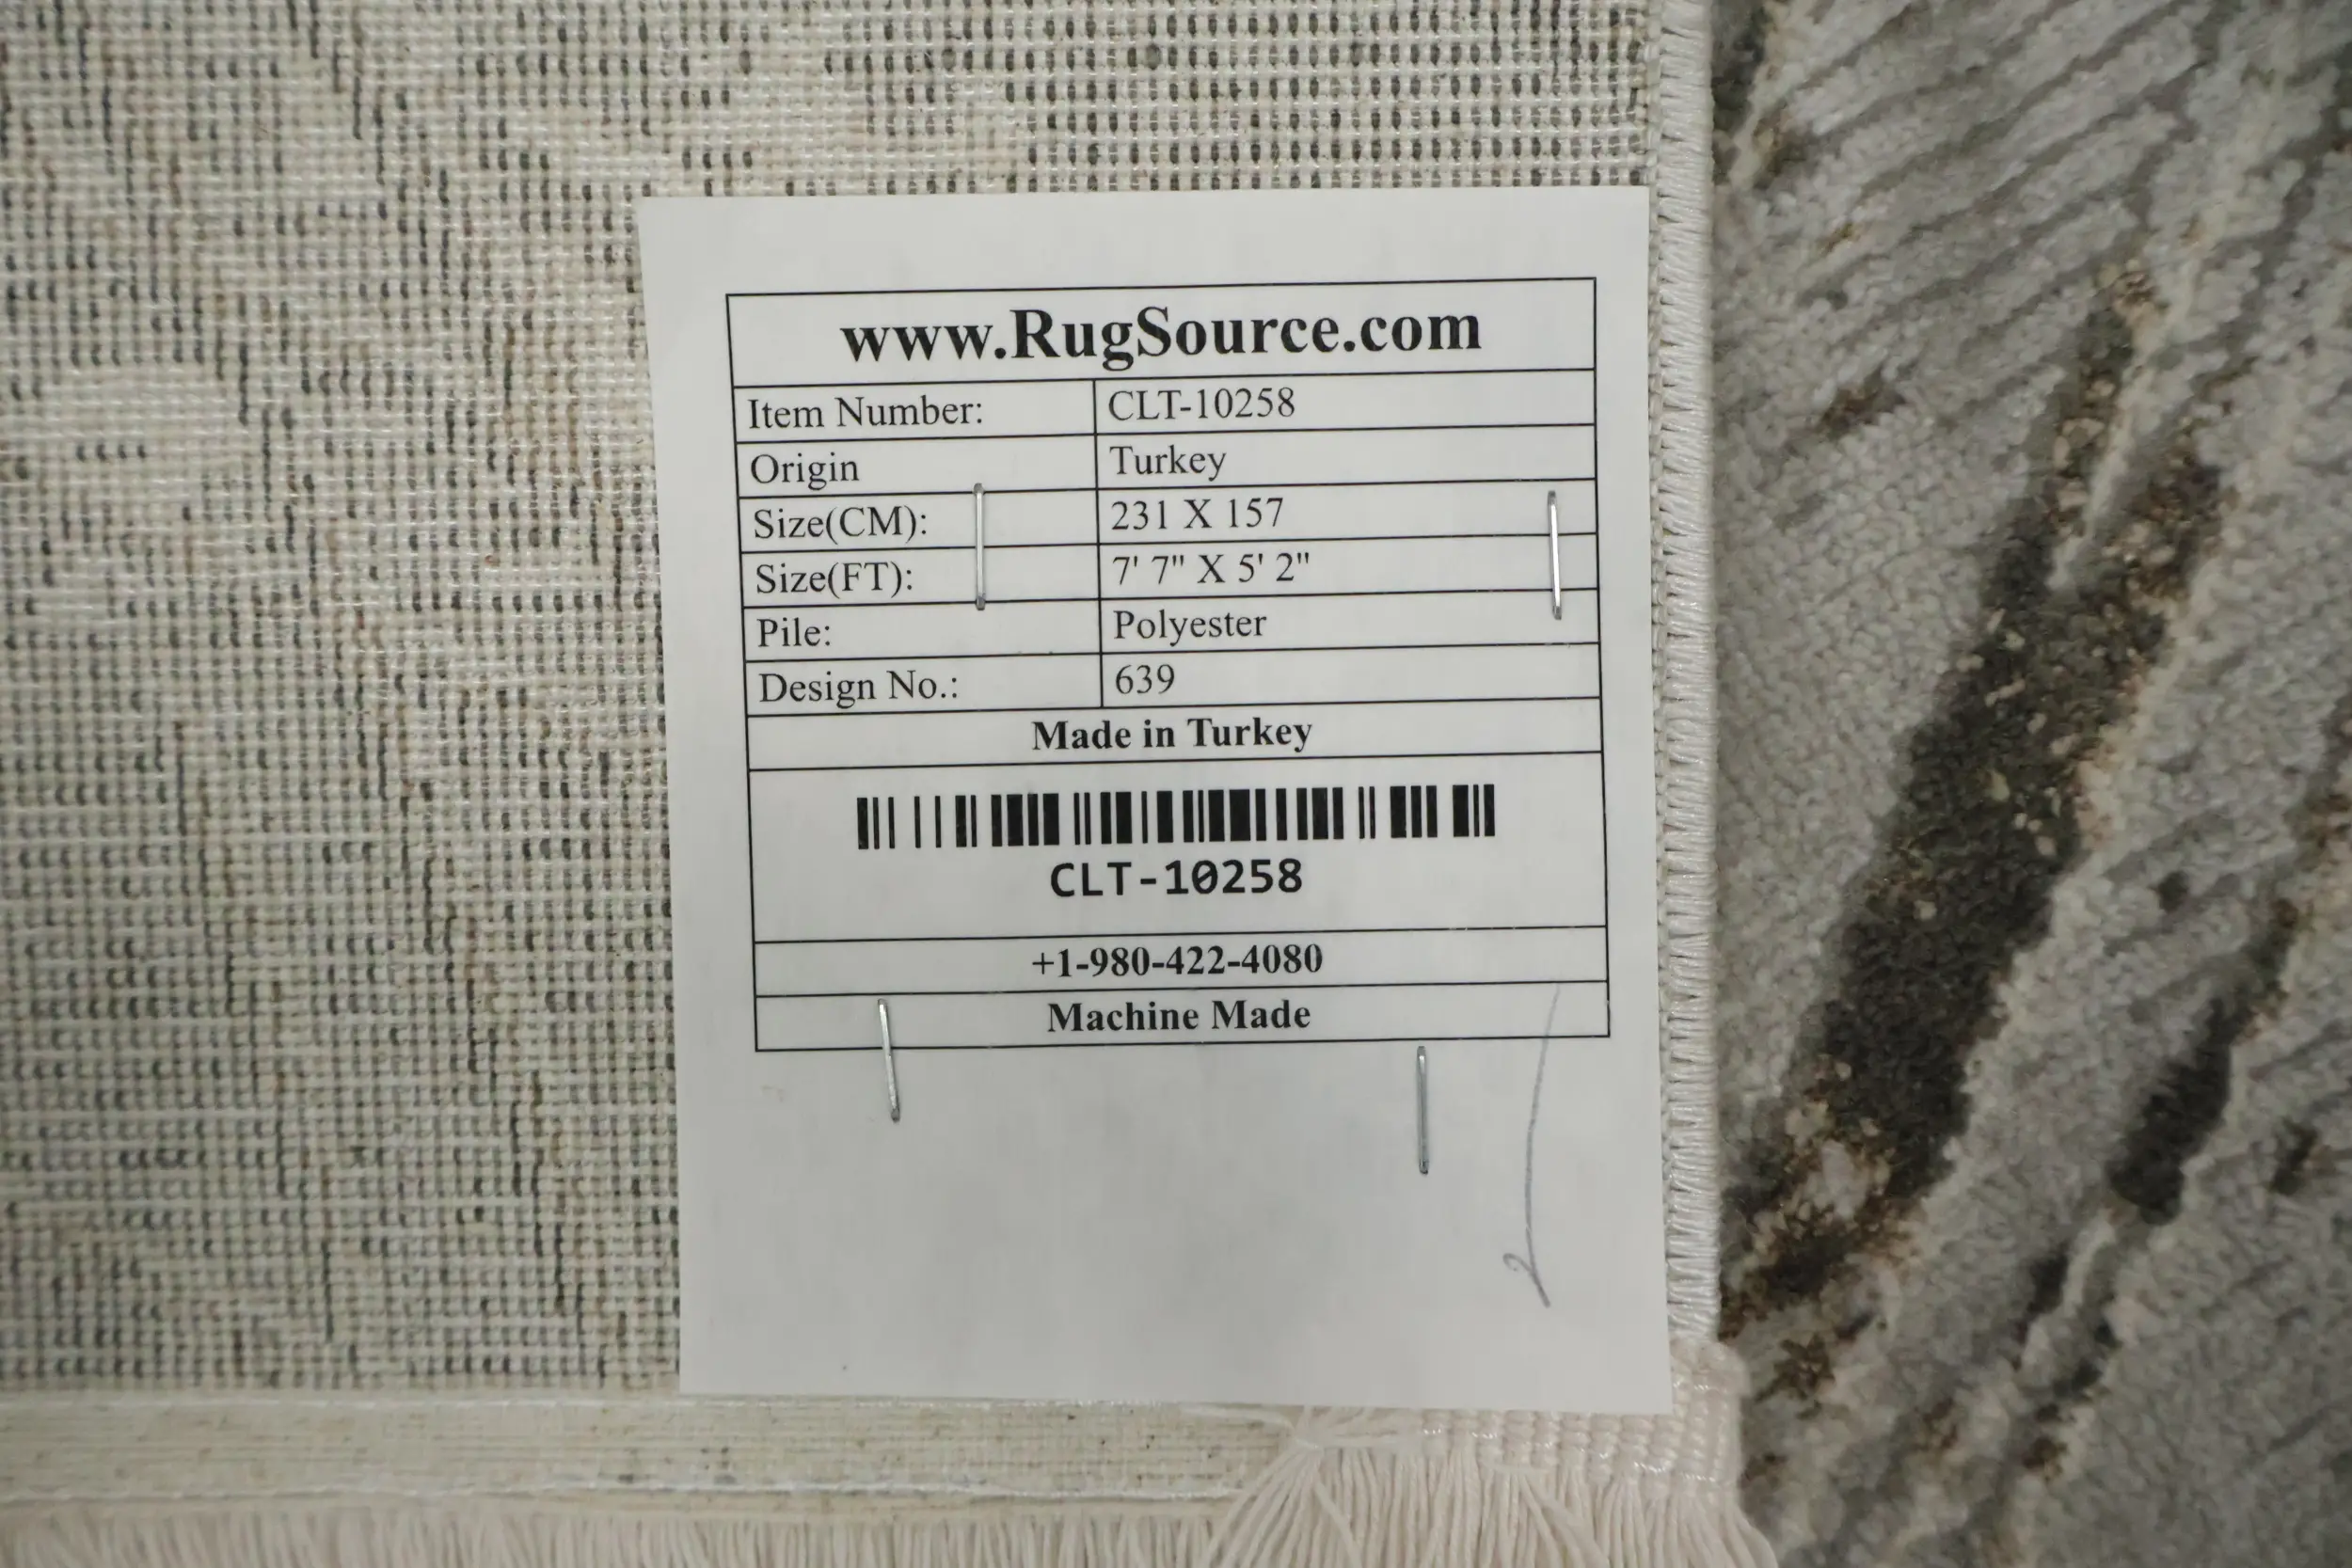 www.RugSource.com
Item Number: CLT-10258
Origin Turkey
Size(CM): 231 X 157
Size(FT): 7' 7" X 5' 2"
Pile: Polyester
Design No.: 639
Made in Turkey
CLT-10258
+1-980-422-4080
Machine Made